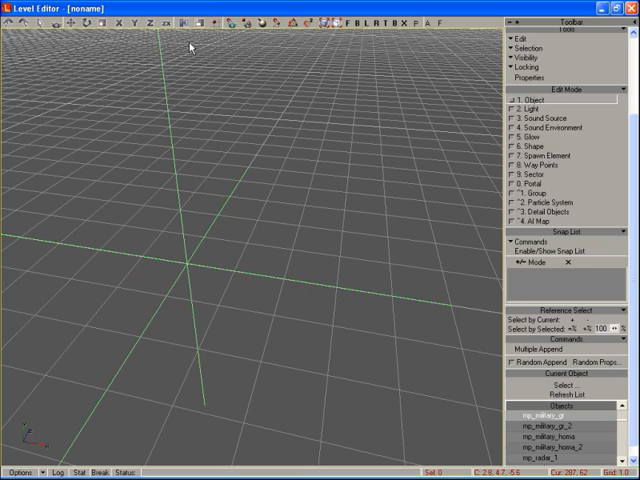 Level Editor - [noname]
X Y Z ZX F B L R T B X P A F
Toolbar
Tools
Edit
Selection
Visibility
Locking
Properties
Edit Mode
1. Object
2. Light
3. Sound Source
4. Sound Environment
5. Glow
6. Shape
7. Spawn Element
8. Way Points
9. Sector
0. Portal
^1. Group
^2. Particle System
^3. Detail Objects
^4. AI Map
Snap List
Commands
Enable/Show Snap List
+/- Mode X
Reference Select
Select by Current: + -
Select by Selected: =% +% 100 %
Commands
Multiple Append
Random Append Random Props...
Current Object
Select ...
Refresh List
Objects
mp_military_gr
mp_military_gr_2
mp_military_homa
mp_military_homa_2
mp_radar_1
Options Log Stat Break Status: Sel: 0 C: 2.8, 4.7, -5.6 Cur: 287, 62 Grid: 1.0